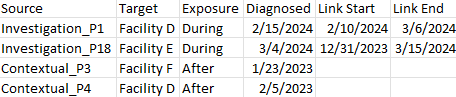 Source Target Exposure Diagnosed Link Start Link End
Investigation_P1 Facility D During 2/15/2024 2/10/2024 3/6/2024
Investigation_P18 Facility E During 3/4/2024 12/31/2023 3/15/2024
Contextual_P3 Facility F After 1/23/2023
Contextual_P4 Facility D After 2/5/2023